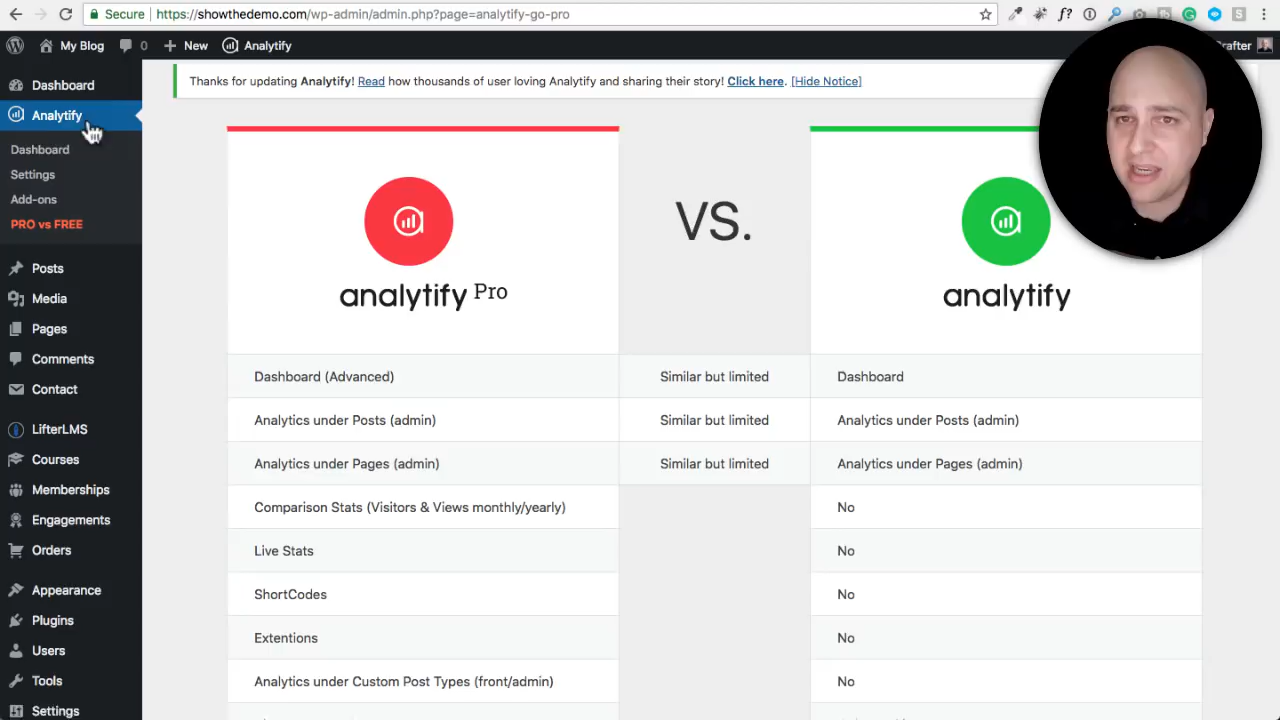 Secure https://showthedemo.com/wp-admin/admin.php?page=analytify-go-pro
My Blog 0 New Analytify
Thanks for updating Analytify! Read how thousands of user loving Analytify and sharing their story! Click here. [Hide Notice]
Dashboard
Analytify
Dashboard
Settings
Add-ons
PRO vs FREE
Posts
Media
Pages
Comments
Contact
LifterLMS
Courses
Memberships
Engagements
Orders
Appearance
Plugins
Users
Tools
Settings
analytify Pro
VS.
analytify
Dashboard (Advanced) Similar but limited Dashboard
Analytics under Posts (admin) Similar but limited Analytics under Posts (admin)
Analytics under Pages (admin) Similar but limited Analytics under Pages (admin)
Comparison Stats (Visitors & Views monthly/yearly) No
Live Stats No
ShortCodes No
Extentions No
Analytics under Custom Post Types (front/admin) No